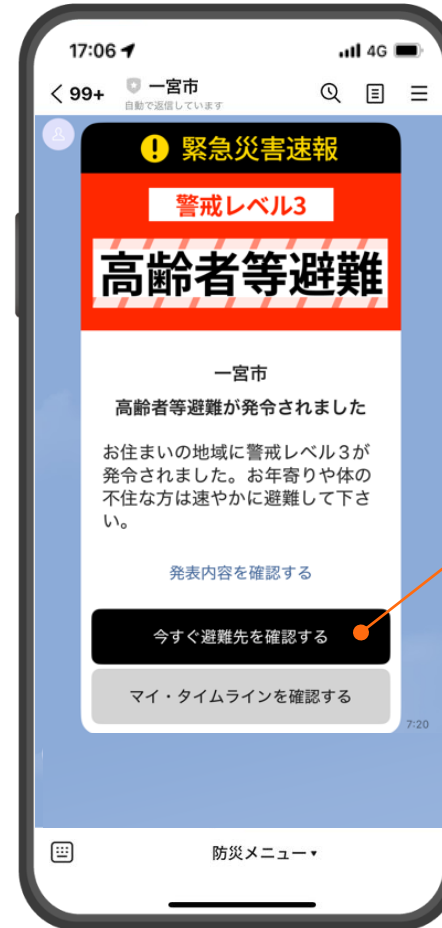 17:06
4G
99+
一宮市
自動で返信しています
緊急災害速報
警戒レベル3
高齢者等避難
一宮市
高齢者等避難が発令されました
お住まいの地域に警戒レベル3が
発令されました。お年寄りや体の
不住な方は速やかに避難して下さ
い。
発表内容を確認する
今すぐ避難先を確認する
マイ・タイムラインを確認する
7:20
防災メニュー▾